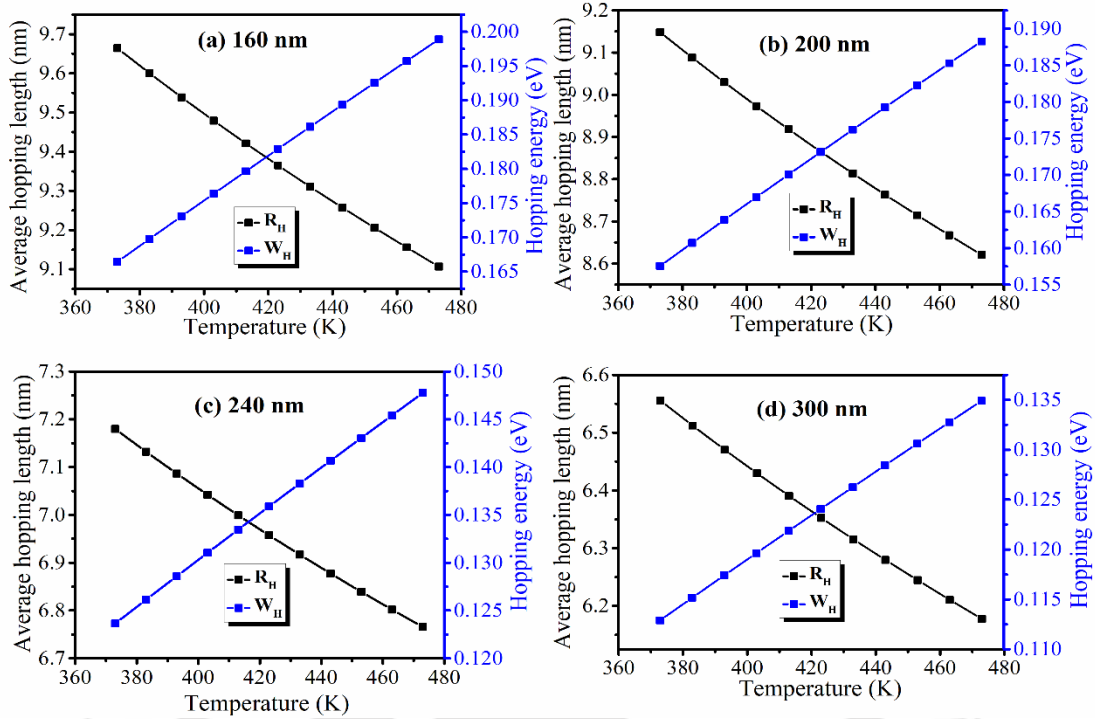 (a) 160 nm
Average hopping length (nm)
9.7
9.6
9.5
9.4
9.3
9.2
9.1
Hopping energy (eV)
0.200
0.195
0.190
0.185
0.180
0.175
0.170
0.165
R_H
W_H
360 380 400 420 440 460 480
Temperature (K)
(b) 200 nm
Average hopping length (nm)
9.2
9.1
9.0
8.9
8.8
8.7
8.6
Hopping energy (eV)
0.190
0.185
0.180
0.175
0.170
0.165
0.160
0.155
R_H
W_H
360 380 400 420 440 460 480
Temperature (K)
(c) 240 nm
Average hopping length (nm)
7.3
7.2
7.1
7.0
6.9
6.8
6.7
Hopping energy (eV)
0.150
0.145
0.140
0.135
0.130
0.125
0.120
R_H
W_H
360 380 400 420 440 460 480
Temperature (K)
(d) 300 nm
Average hopping length (nm)
6.6
6.5
6.4
6.3
6.2
Hopping energy (eV)
0.135
0.130
0.125
0.120
0.115
0.110
R_H
W_H
360 380 400 420 440 460 480
Temperature (K)